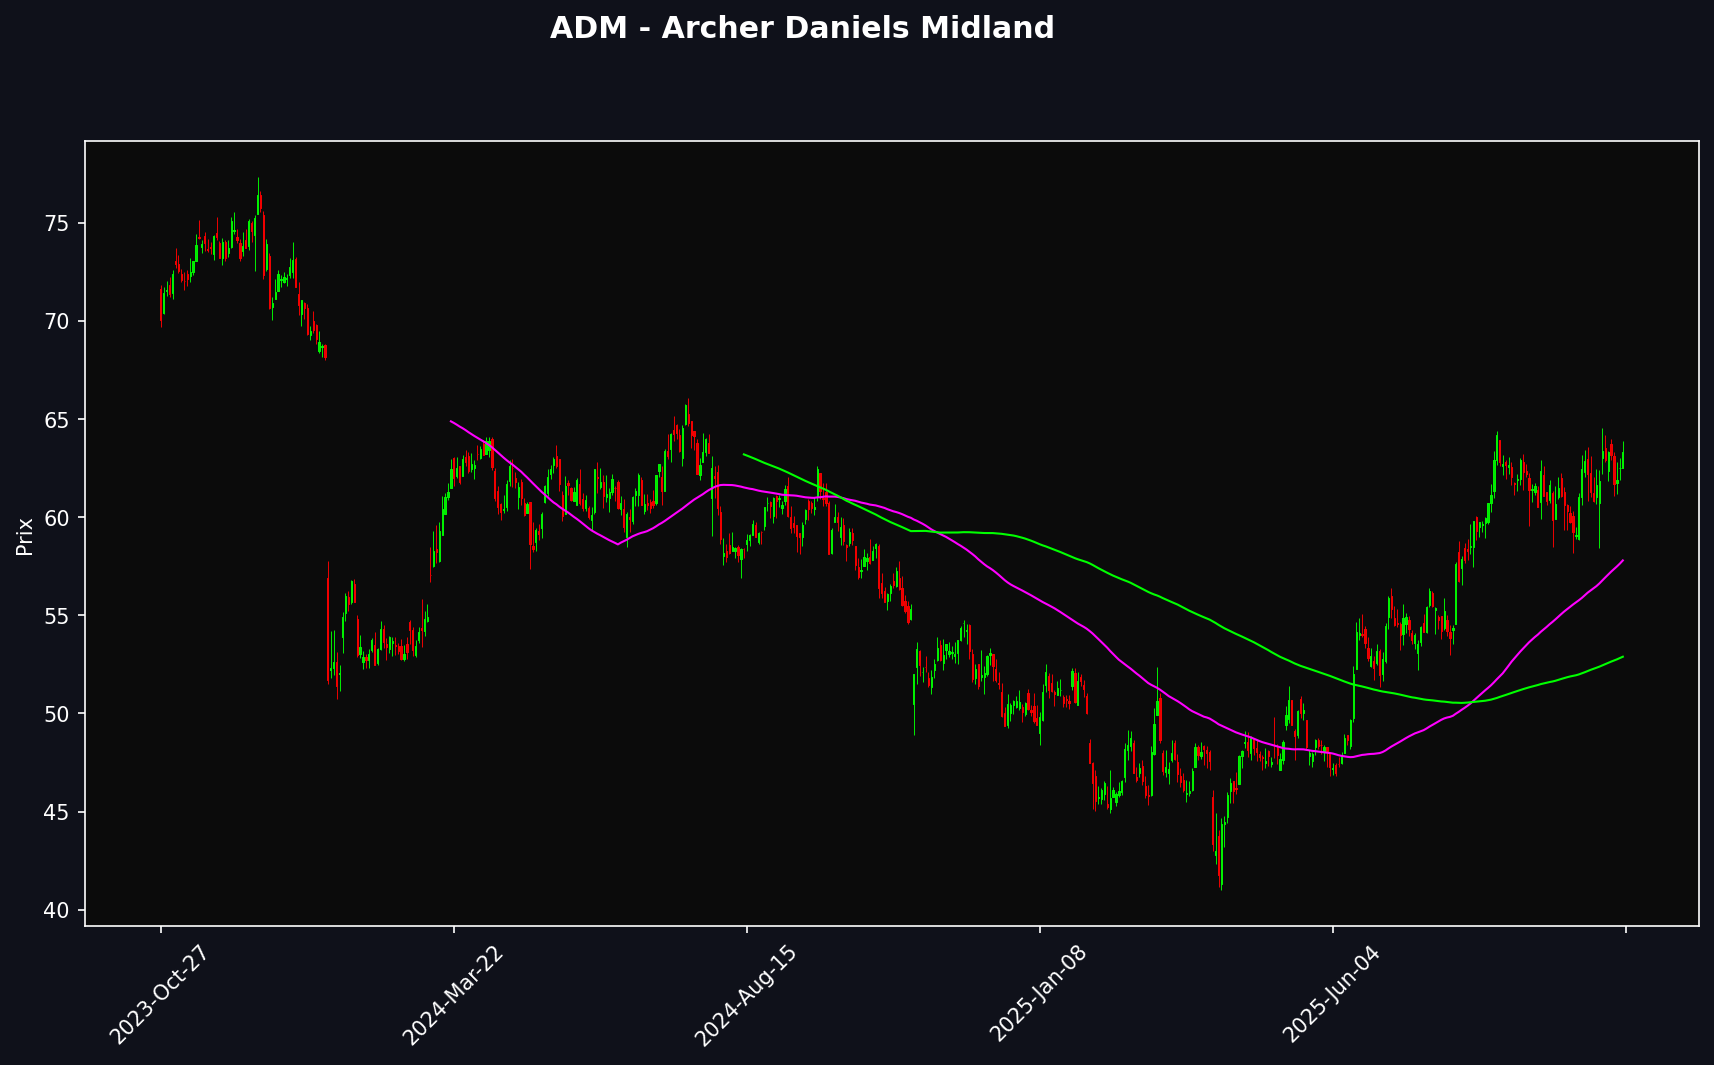 ADM - Archer Daniels Midland
Prix
75
70
65
60
55
50
45
40
2023-Oct-27
2024-Mar-22
2024-Aug-15
2025-Jan-08
2025-Jun-04